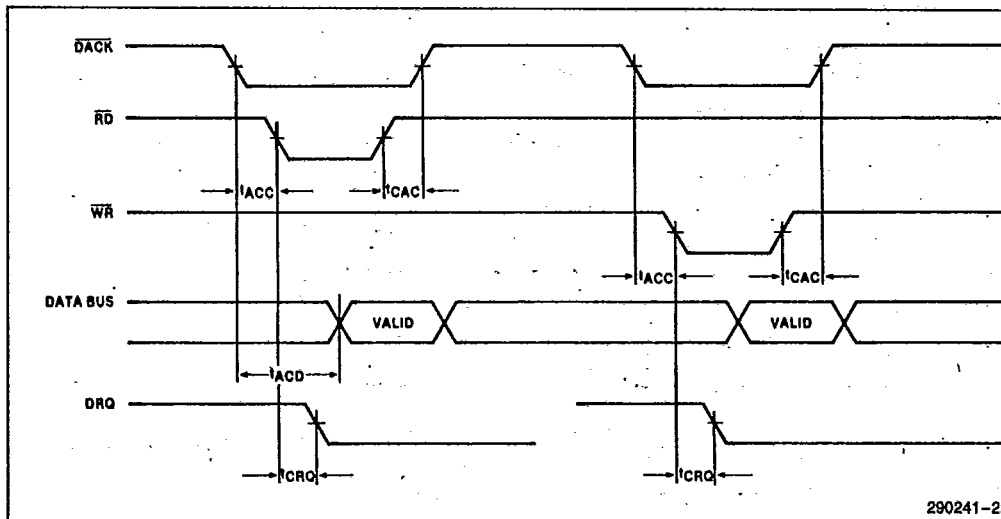 DACK
RD
tACC
tCAC
WR
tACC
tCAC
DATA BUS
VALID
VALID
tACD
DRQ
tCRQ
tCRQ
290241-2